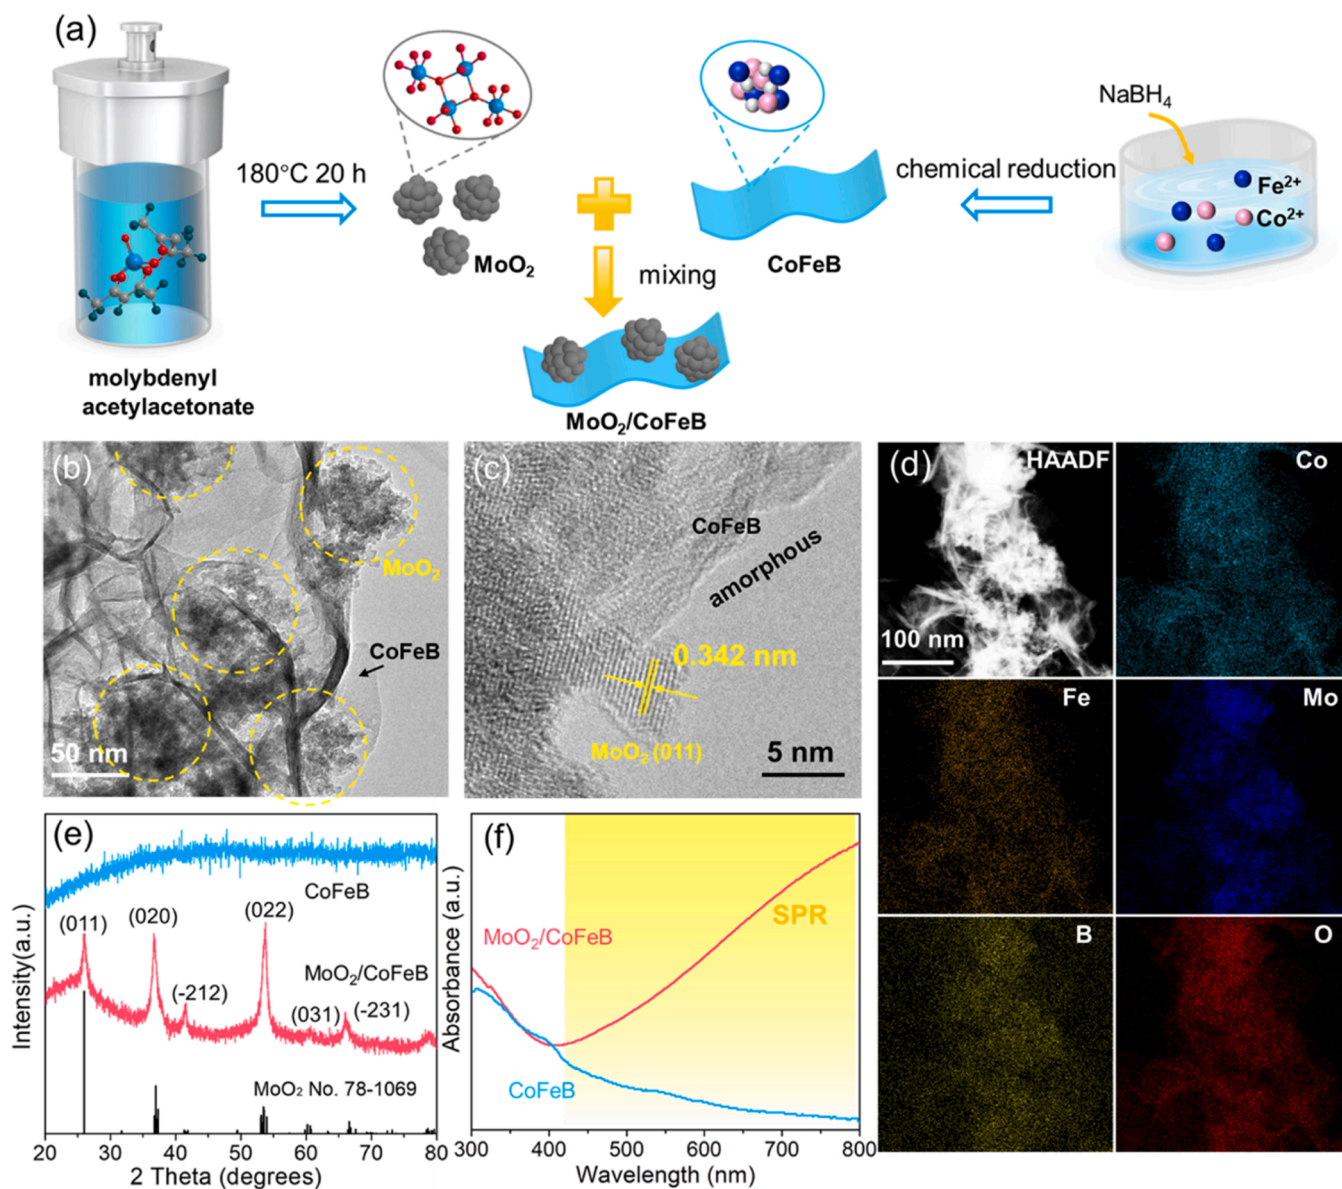 (a)
NaBH₄
180°C 20 h
chemical reduction
Fe²⁺
Co²⁺
MoO₂
mixing
CoFeB
molybdenyl
acetylacetonate
MoO₂/CoFeB
(b)
MoO₂
CoFeB
50 nm
(c)
CoFeB
amorphous
0.342 nm
MoO₂ (011)
5 nm
(d)
HAADF
100 nm
Co
Fe
Mo
B
O
(e)
CoFeB
(011)
(020)
(022)
MoO₂/CoFeB
(-212)
(031)
(-231)
MoO₂ No. 78-1069
Intensity(a.u.)
20 30 40 50 60 70 80
2 Theta (degrees)
(f)
SPR
MoO₂/CoFeB
CoFeB
Absorbance (a.u.)
300 400 500 600 700 800
Wavelength (nm)